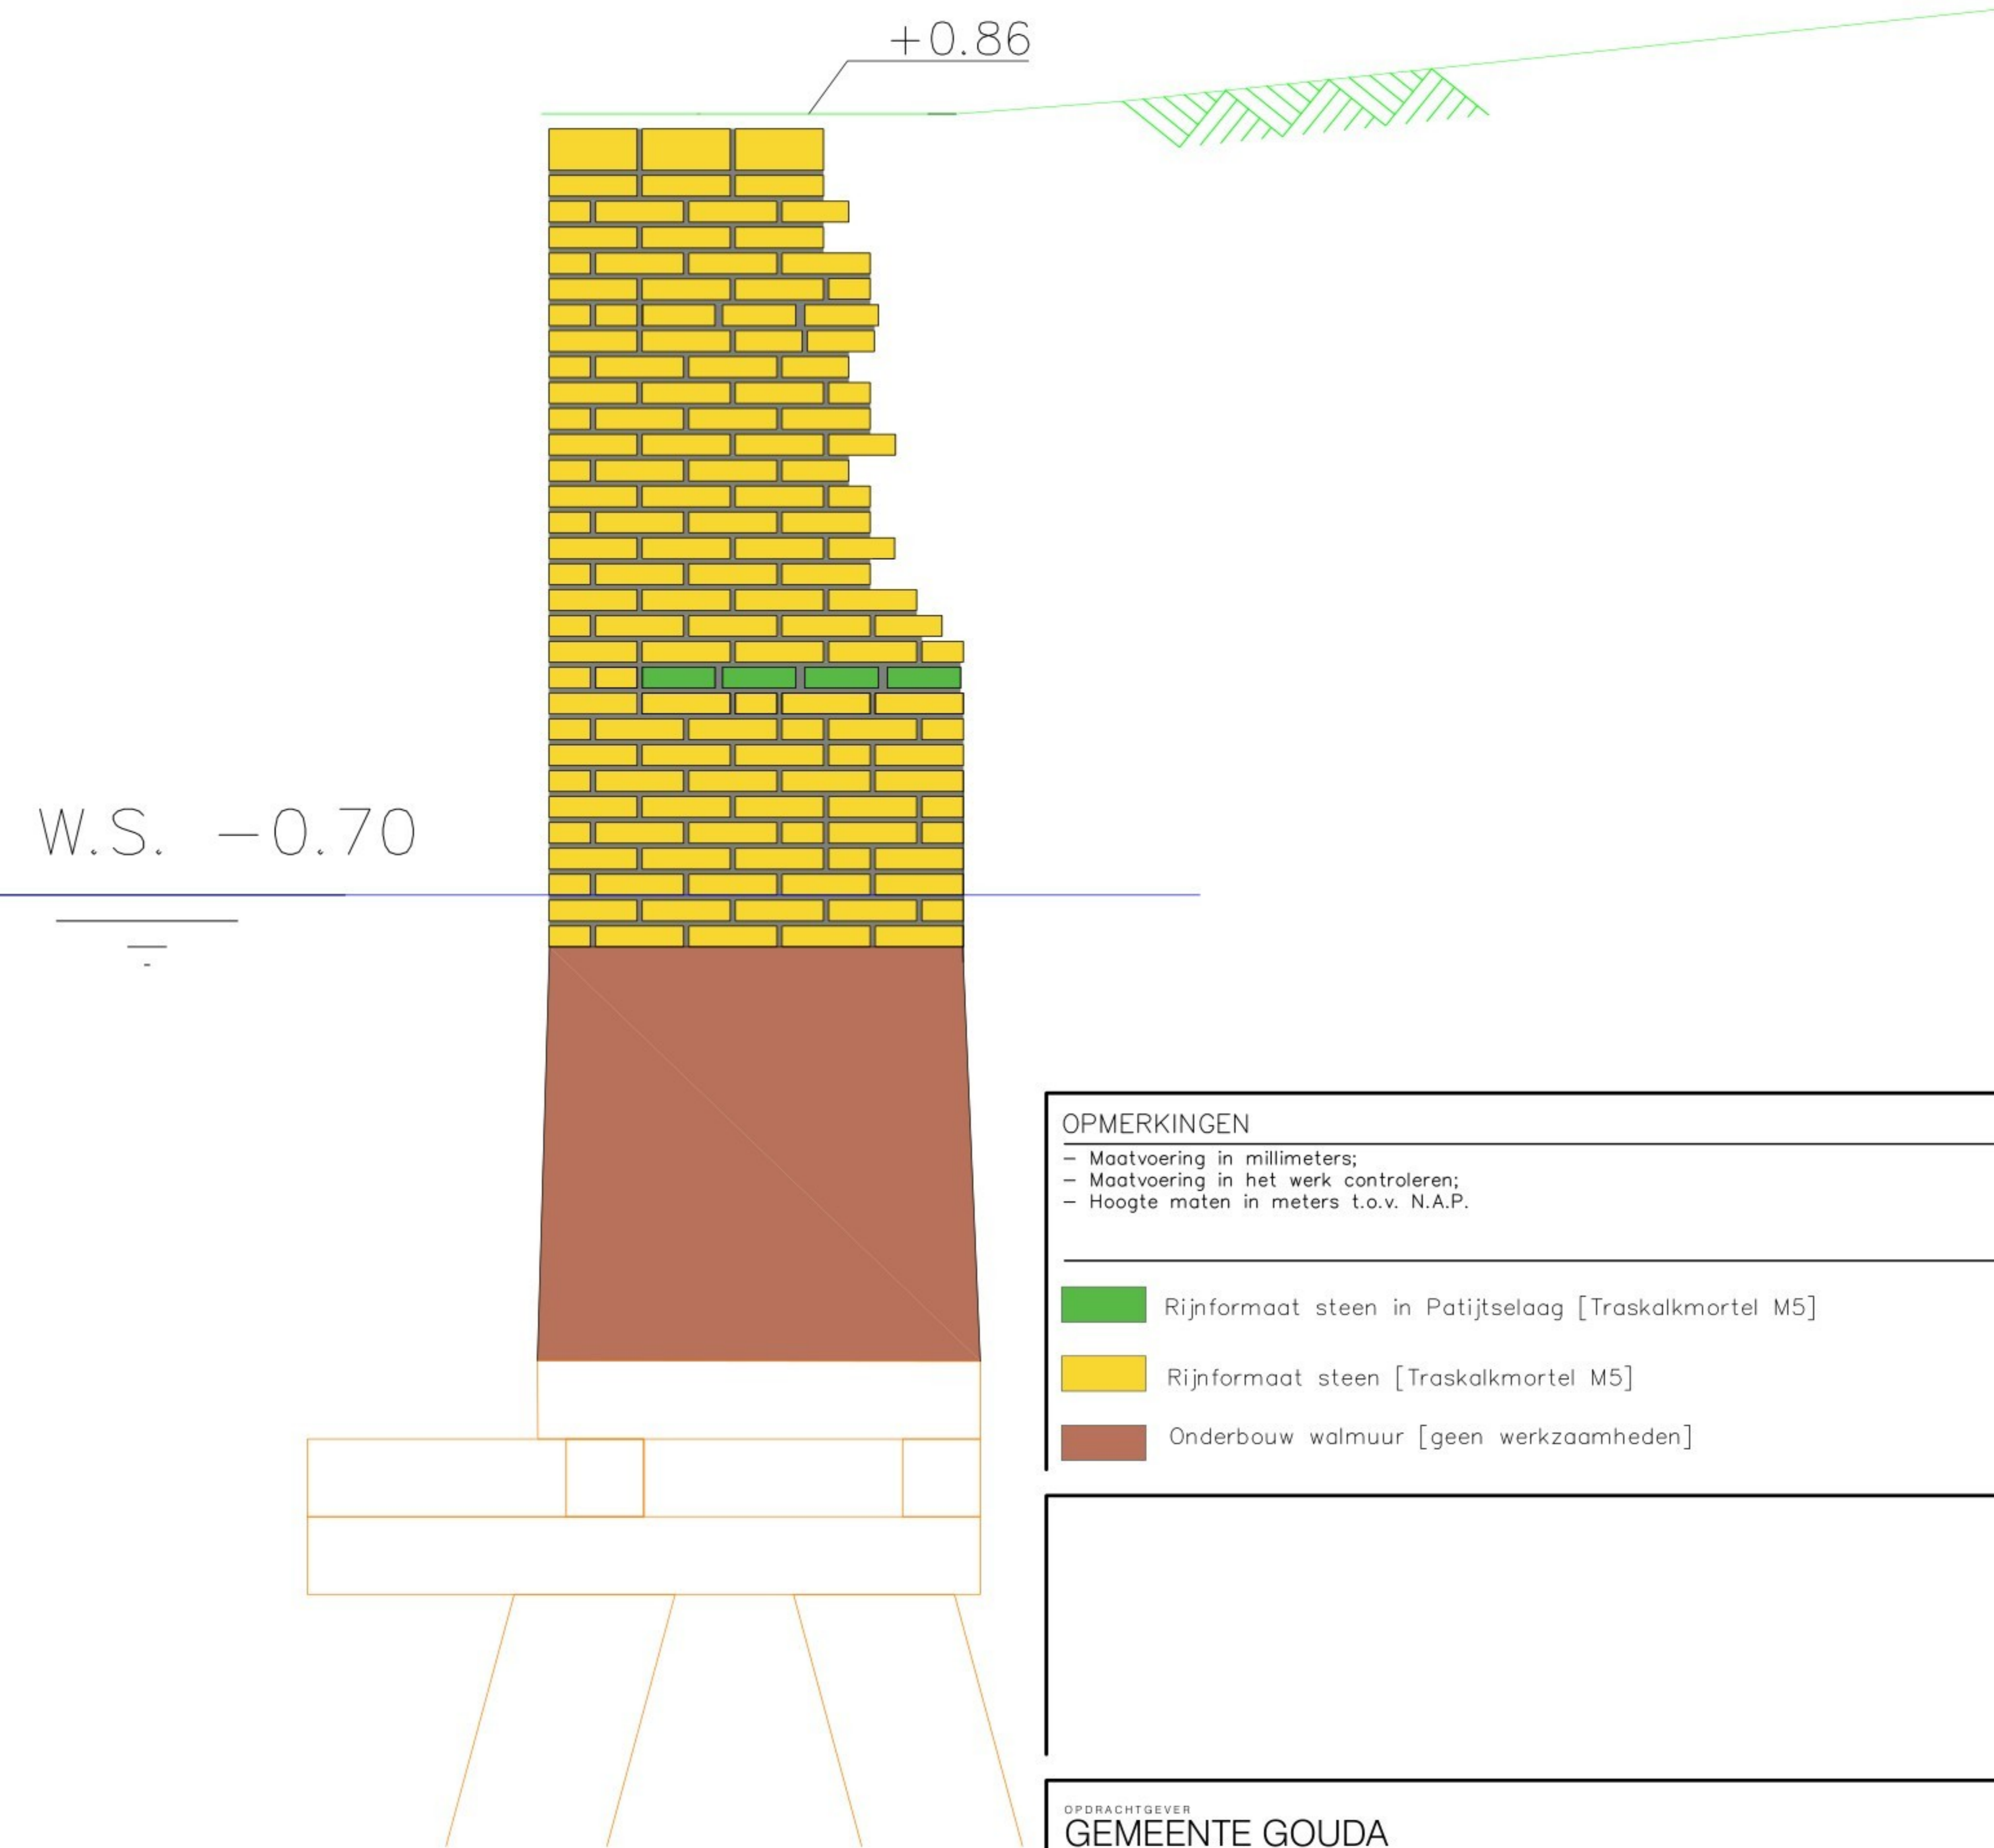 +0.86
W.S. −0.70
OPMERKINGEN
− Maatvoering in millimeters;
− Maatvoering in het werk controleren;
− Hoogte maten in meters t.o.v. N.A.P.
Rijnformaat steen in Patijtselaag [Traskalkmortel M5]
Rijnformaat steen [Traskalkmortel M5]
Onderbouw walmuur [geen werkzaamheden]
OPDRACHTGEVER
GEMEENTE GOUDA